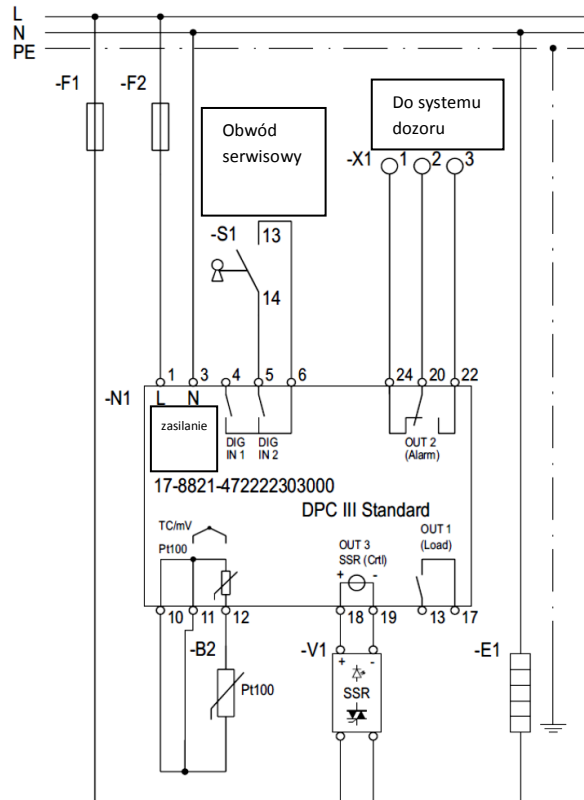 L
N
PE
-F1
-F2
Obwód
serwisowy
Do systemu
dozoru
-X1 1 2 3
-S1 13
14
1 3 4 5 6 24 20 22
-N1 L N
zasilanie
DIG
IN 1
DIG
IN 2
OUT 2
(Alarm)
17-8821-472222303000
DPC III Standard
TC/mV
Pt100
OUT 3
SSR (Crtl)
+ -
OUT 1
(Load)
10 11 12 18 19 13 17
-B2
Pt100
-V1
+ -
SSR
-E1